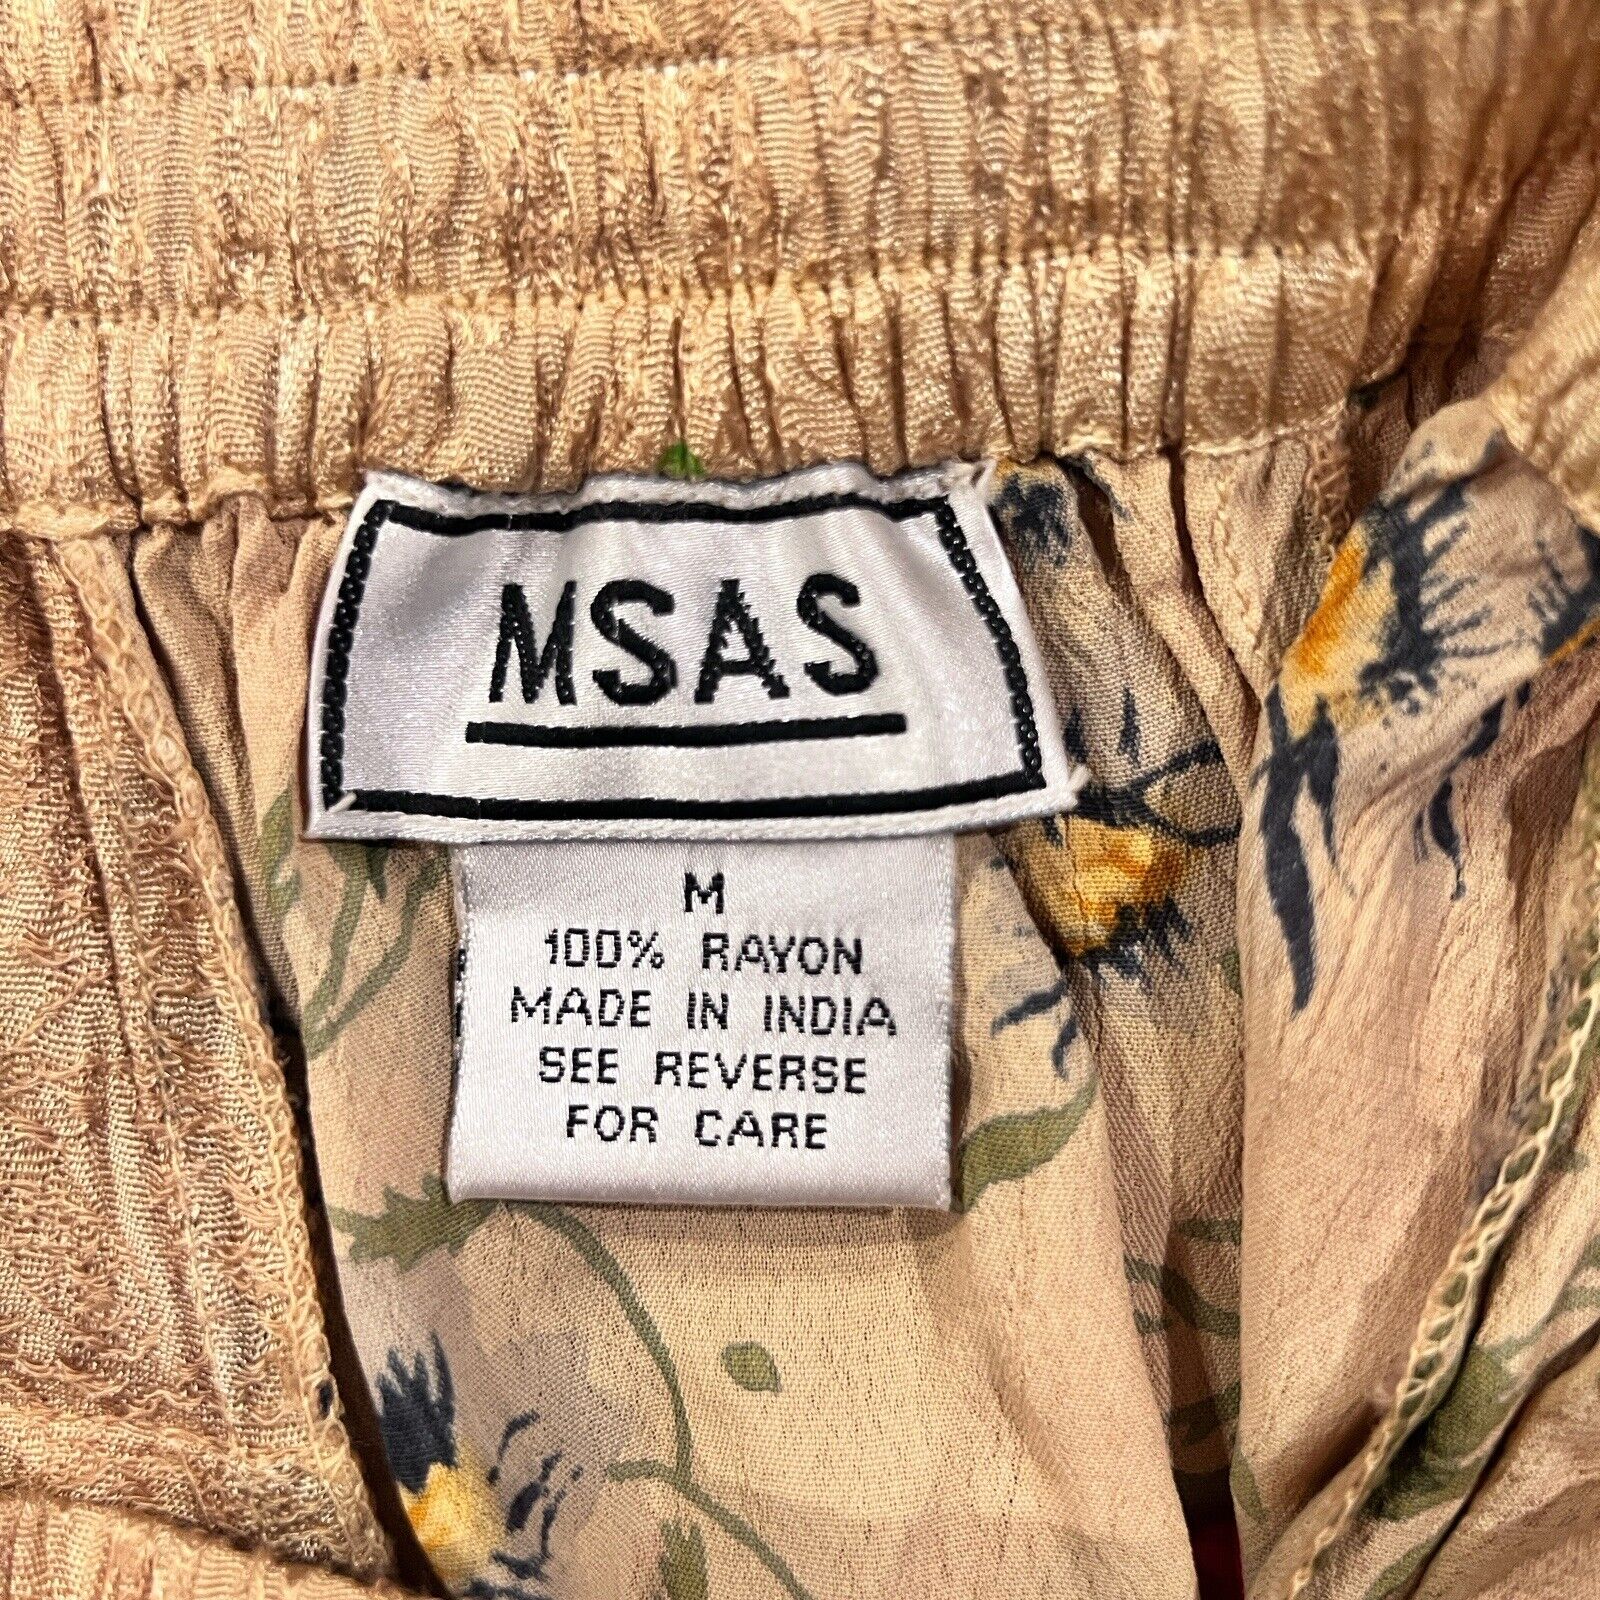 MSAS
M
100% RAYON
MADE IN INDIA
SEE REVERSE
FOR CARE